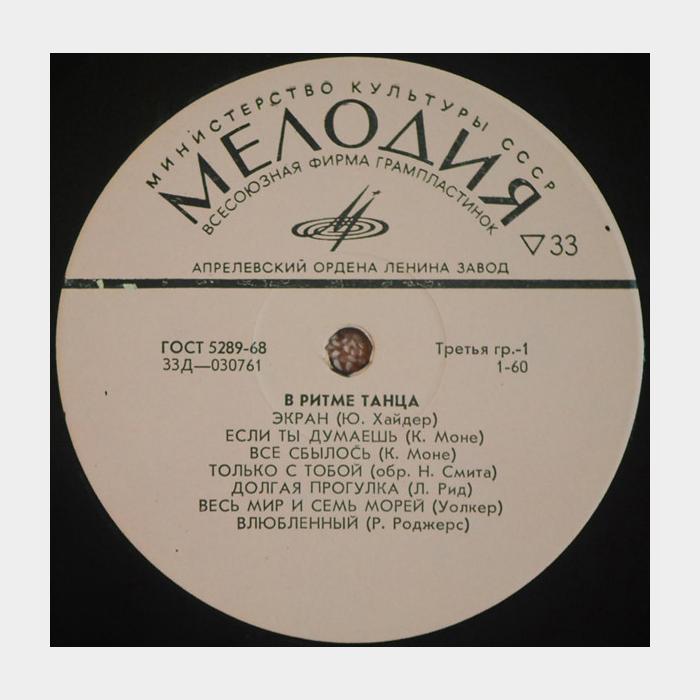 МИНИСТЕРСТВО КУЛЬТУРЫ СССР
МЕЛОДИЯ
ВСЕСОЮЗНАЯ ФИРМА ГРАМПЛАСТИНОК
▽33
АПРЕЛЕВСКИЙ ОРДЕНА ЛЕНИНА ЗАВОД
ГОСТ 5289-68
Третья гр.-1
33Д—030761
1-60
В РИТМЕ ТАНЦА
ЭКРАН (Ю. Хайдер)
ЕСЛИ ТЫ ДУМАЕШЬ (К. Моне)
ВСЕ СБЫЛОСЬ (К. Моне)
ТОЛЬКО С ТОБОЙ (обр. Н. Смита)
ДОЛГАЯ ПРОГУЛКА (Л. Рид)
ВЕСЬ МИР И СЕМЬ МОРЕЙ (Уолкер)
ВЛЮБЛЕННЫЙ (Р. Роджерс)